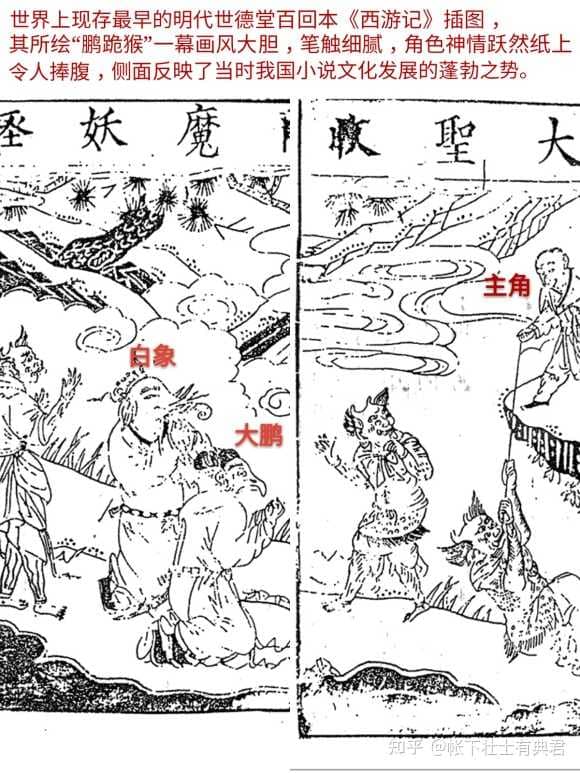 世界上现存最早的明代世德堂百回本《西游记》插图，
其所绘“鹏跪猴”一幕画风大胆，笔触细腻，角色神情跃然纸上
令人捧腹，侧面反映了当时我国小说文化发展的蓬勃之势。
大聖收
魔妖怪
主角
白象
大鹏
知乎 @帐下壮士有典君